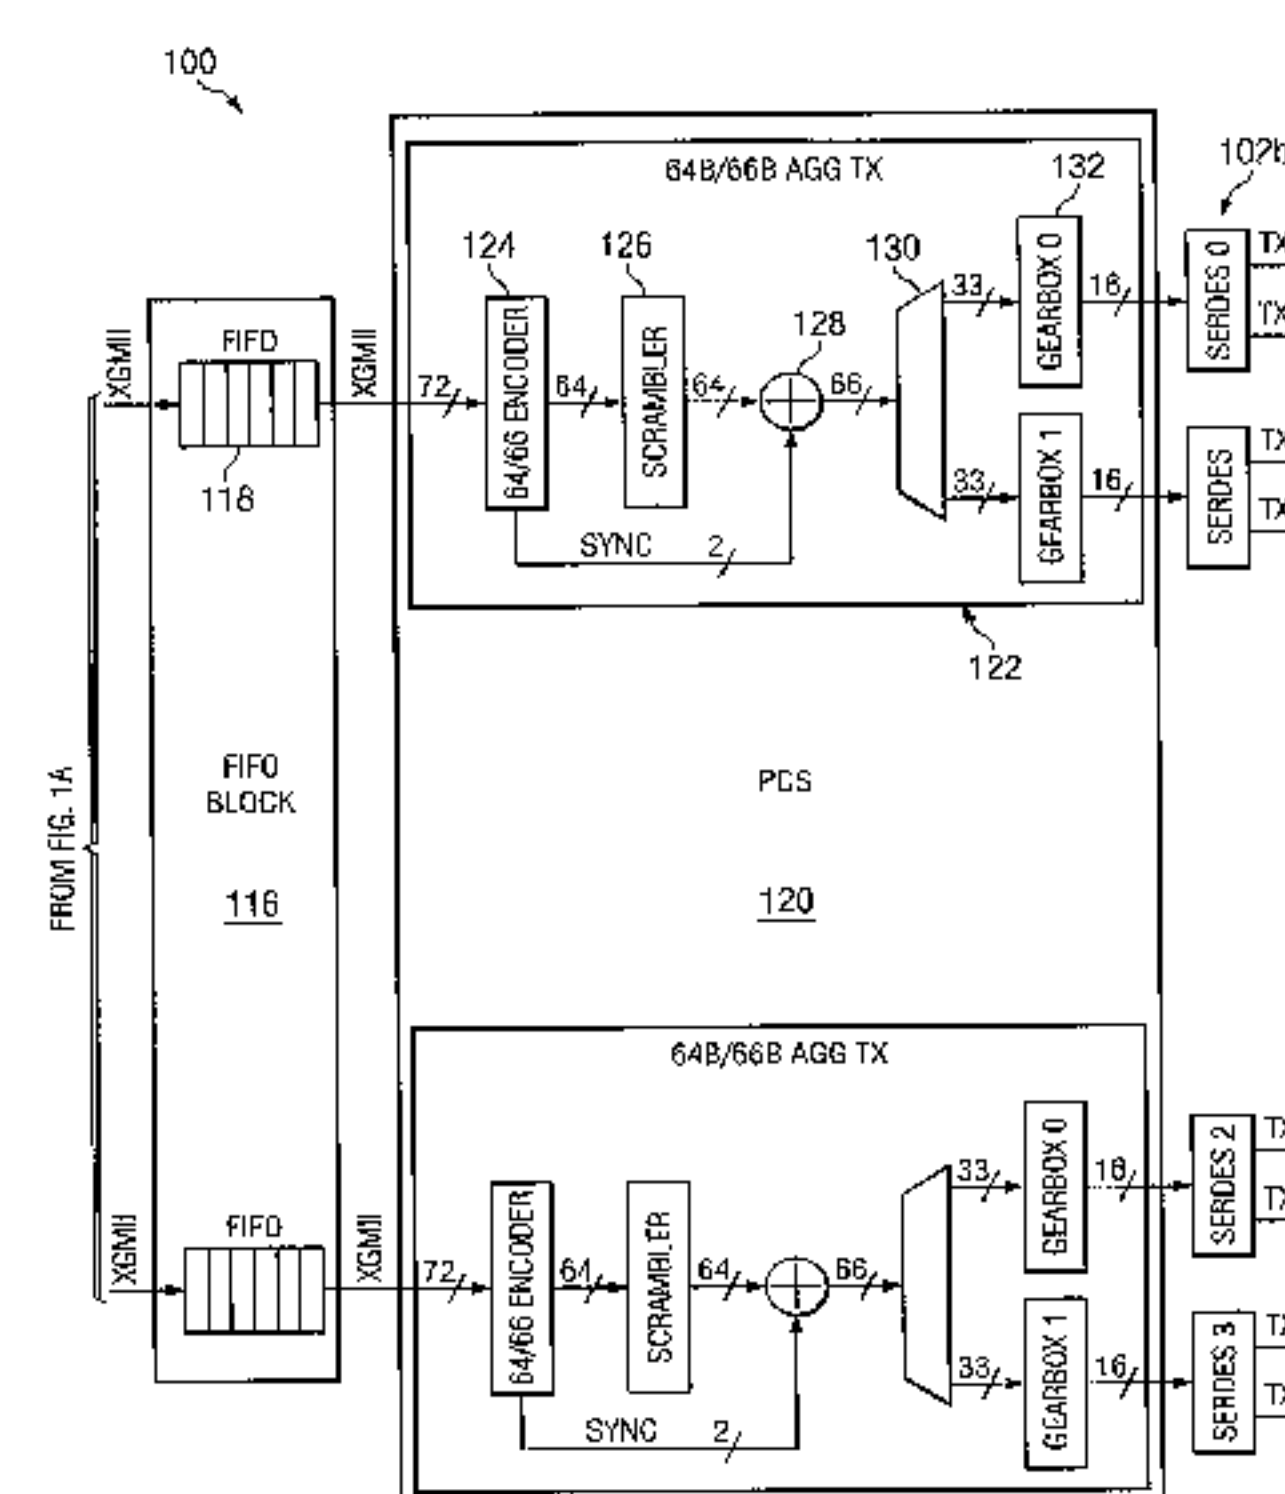 100
64B/66B AGG TX
132
102b
124
126
130
128
33
16
GEARBOX 0
SERDES 0
TX
TX
XGMII
FIFO
118
XGMII
72
64/66 ENCODER
64
SCRAMBLER
64
66
33
16
GEARBOX 1
SERDES
TX
TX
SYNC
2
122
FROM FIG. 1A
FIFO
BLOCK
116
PCS
120
64B/66B AGG TX
33
16
GEARBOX 0
SERDES 2
TX
TX
XGMII
FIFO
XGMII
72
64/66 ENCODER
64
SCRAMBLER
64
66
33
16
GEARBOX 1
SERDES 3
TX
TX
SYNC
2